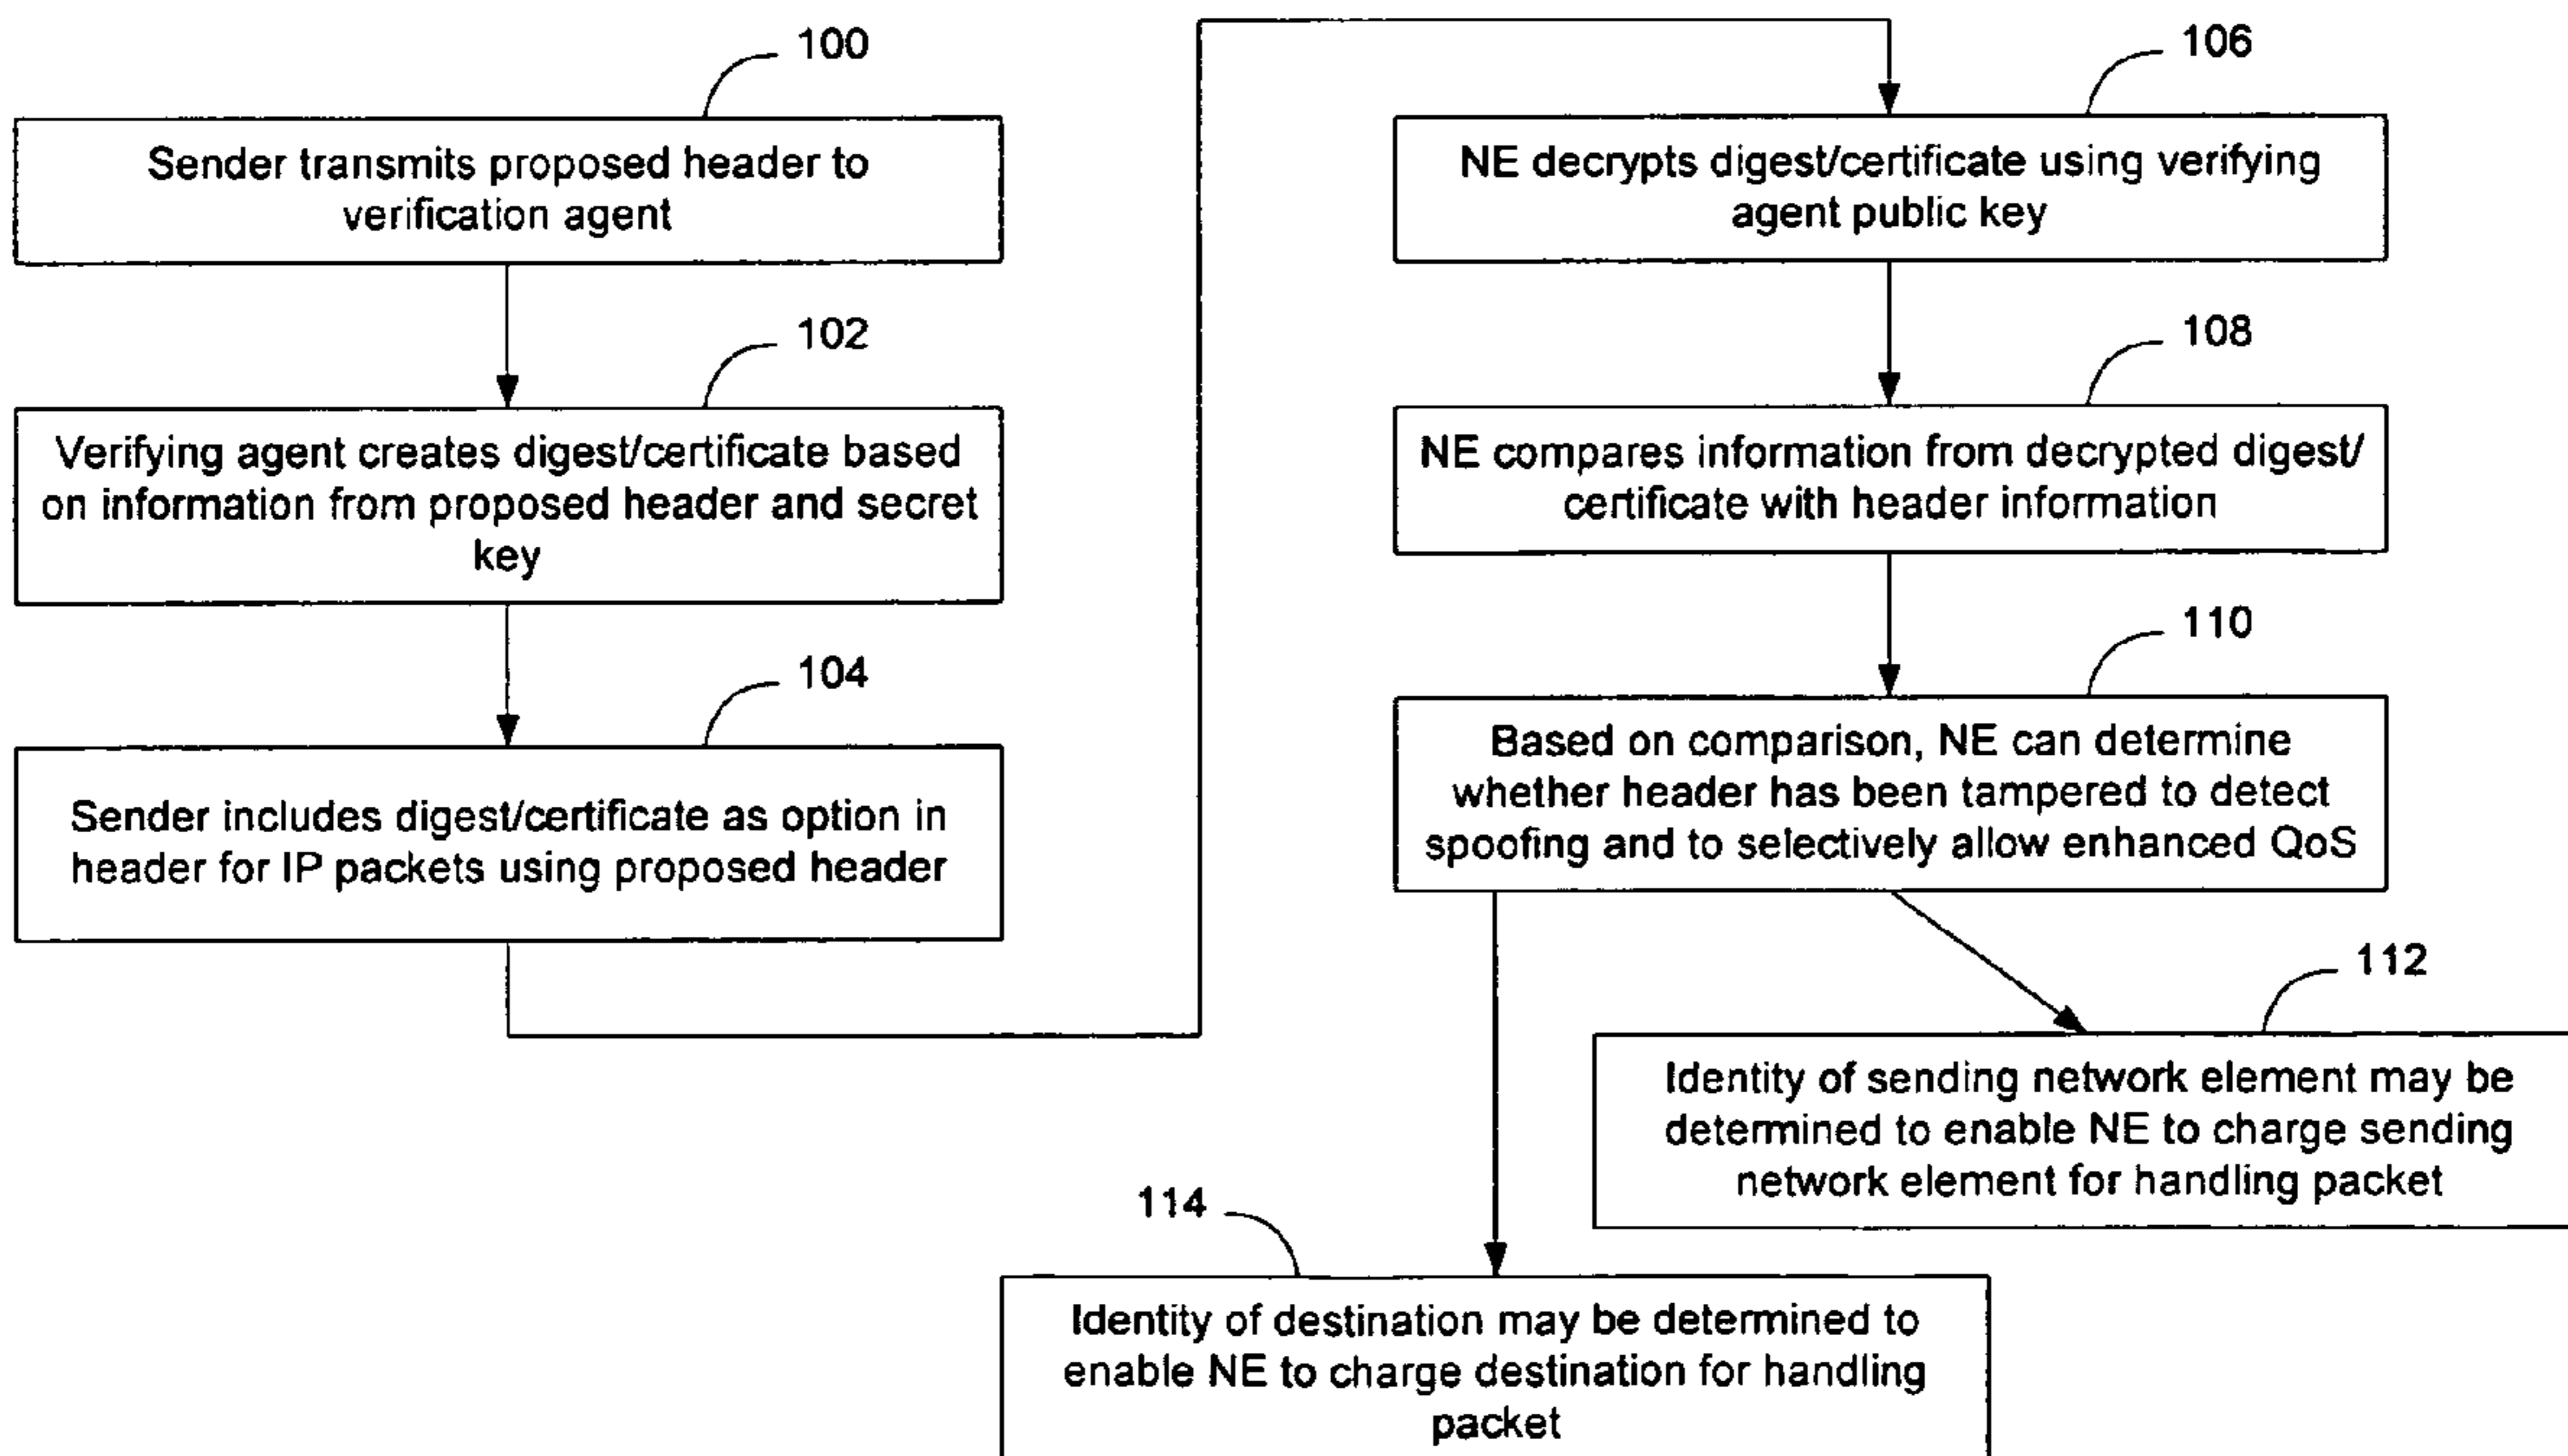 100
Sender transmits proposed header to
verification agent
102
Verifying agent creates digest/certificate based
on information from proposed header and secret
key
104
Sender includes digest/certificate as option in
header for IP packets using proposed header
106
NE decrypts digest/certificate using verifying
agent public key
108
NE compares information from decrypted digest/
certificate with header information
110
Based on comparison, NE can determine
whether header has been tampered to detect
spoofing and to selectively allow enhanced QoS
112
Identity of sending network element may be
determined to enable NE to charge sending
network element for handling packet
114
Identity of destination may be determined to
enable NE to charge destination for handling
packet